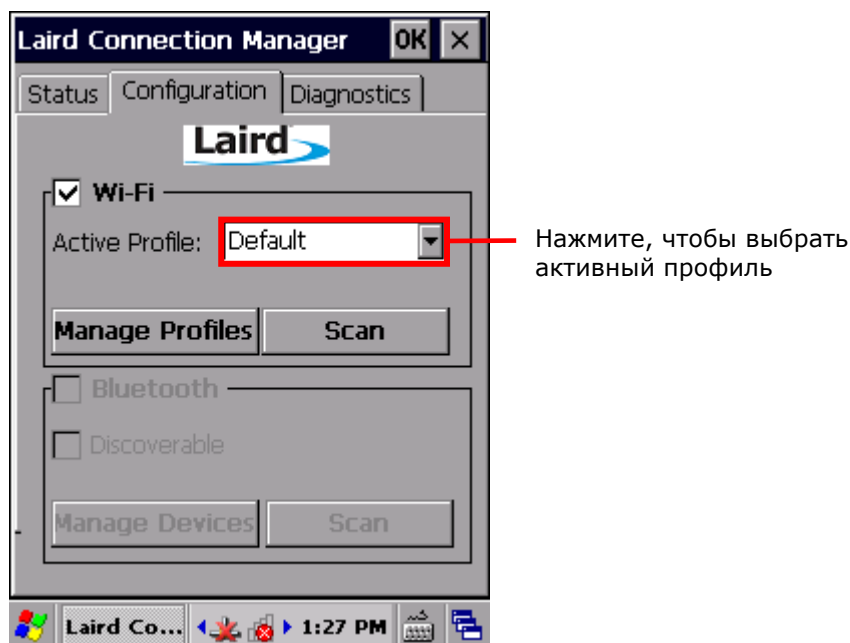 Laird Connection Manager OK ×
Status Configuration Diagnostics
Laird
Wi-Fi
Active Profile: Default
Нажмите, чтобы выбрать
активный профиль
Manage Profiles Scan
Bluetooth
Discoverable
Manage Devices Scan
Laird Co... 1:27 PM